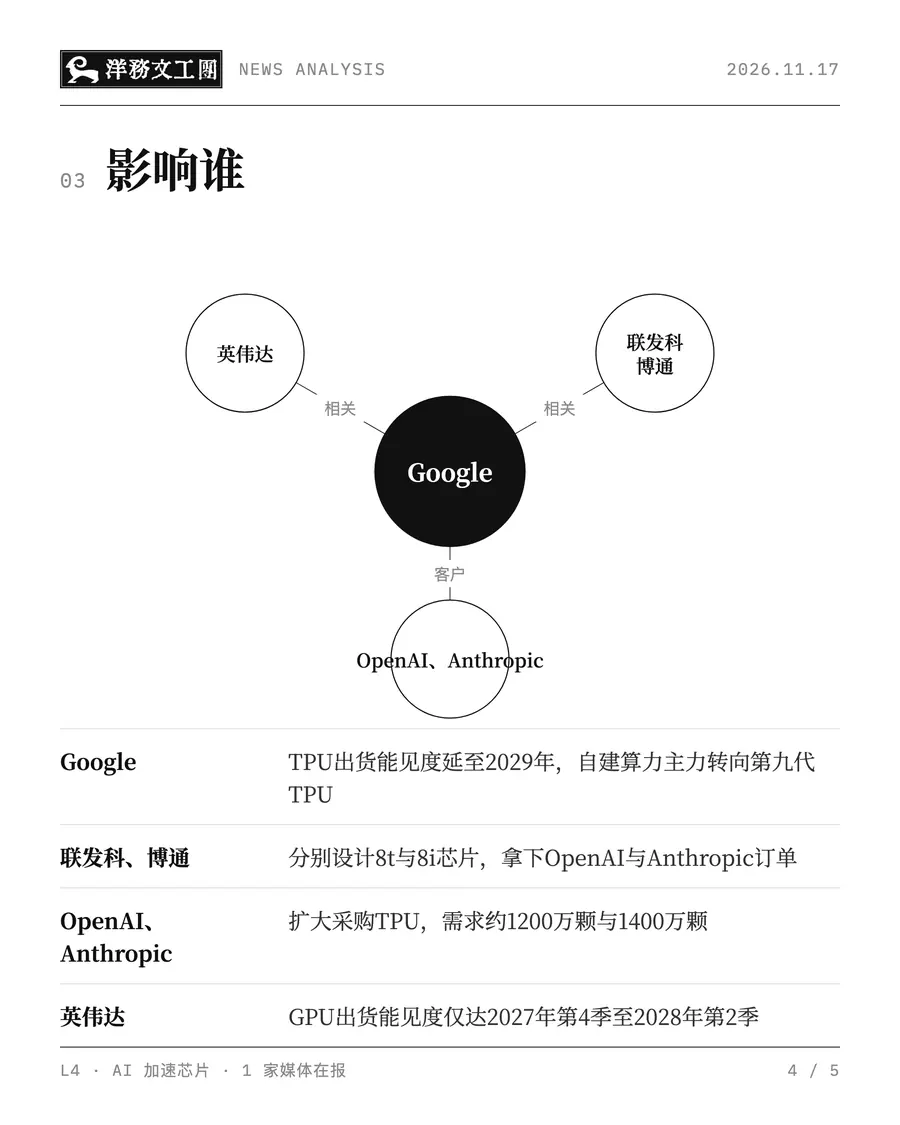 洋務文工團 NEWS ANALYSIS 2026.11.17
03 影响谁
英伟达
联发科
博通
相关
相关
Google
客户
OpenAI、Anthropic
Google TPU出货能见度延至2029年，自建算力主力转向第九代
TPU
联发科、博通 分别设计8t与8i芯片，拿下OpenAI与Anthropic订单
OpenAI、 扩大采购TPU，需求约1200万颗与1400万颗
Anthropic
英伟达 GPU出货能见度仅达2027年第4季至2028年第2季
L4 · AI 加速芯片 · 1 家媒体在报 4 / 5